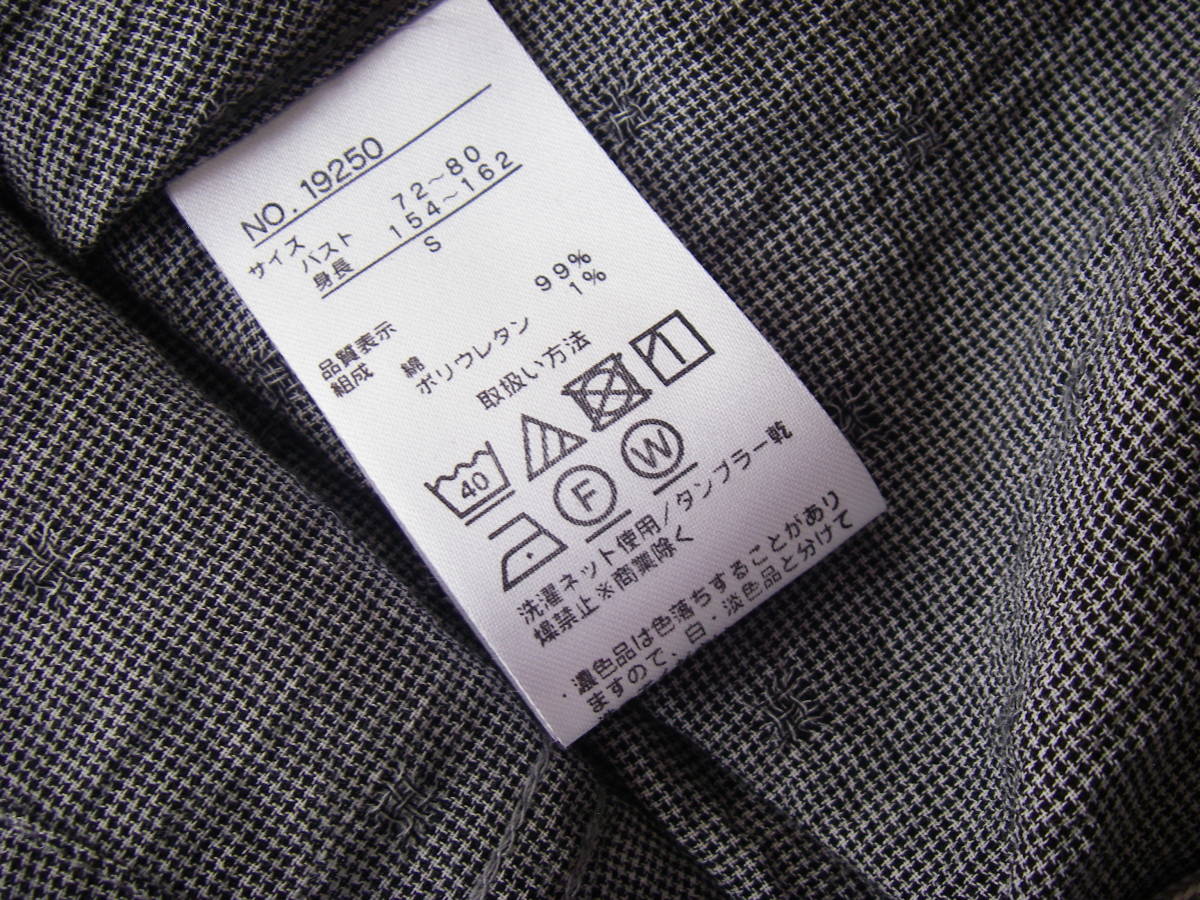 NO. 19250
サイズ
バスト 72～80
身長 154～162
S
品質表示
組成 綿 99%
ポリウレタン 1%
取扱い方法
40
F W
洗濯ネット使用/タンブラー乾
燥禁止※商業除く
・濃色品は色落ちすることがあり
ますので、白・淡色品と分けて